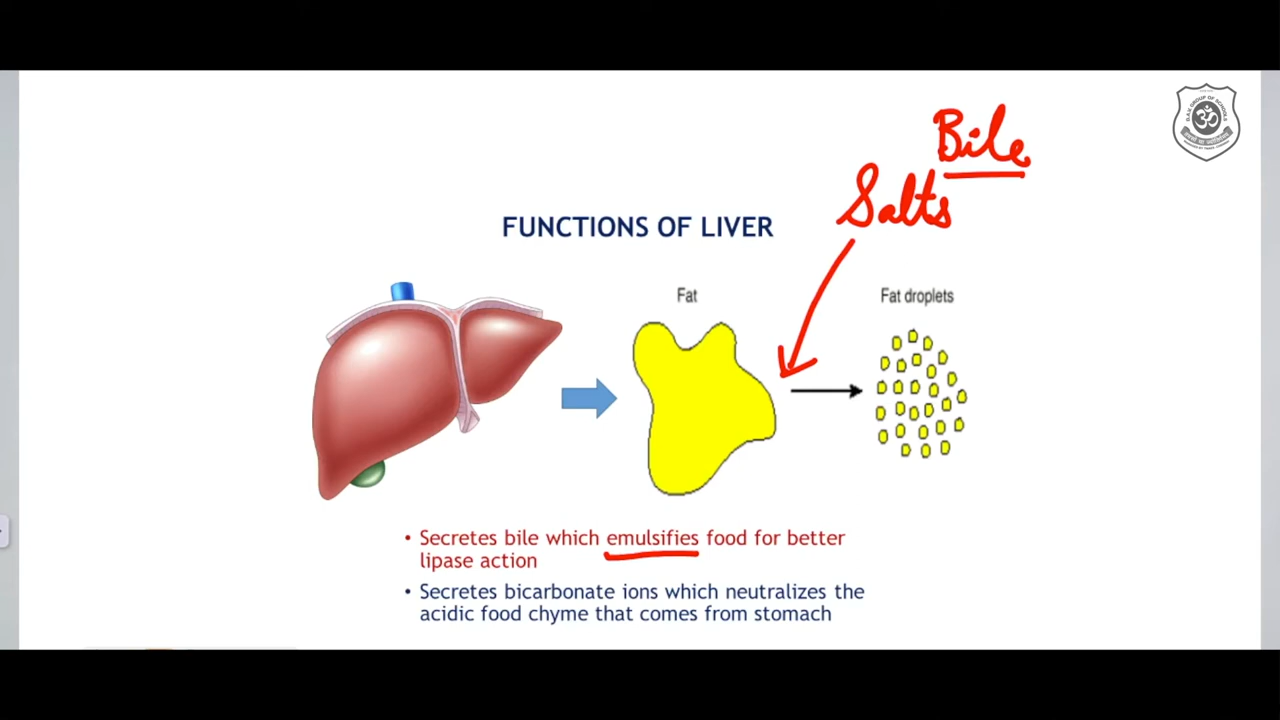 Bile
Salts
FUNCTIONS OF LIVER
Fat
Fat droplets
• Secretes bile which emulsifies food for better
lipase action
• Secretes bicarbonate ions which neutralizes the
acidic food chyme that comes from stomach